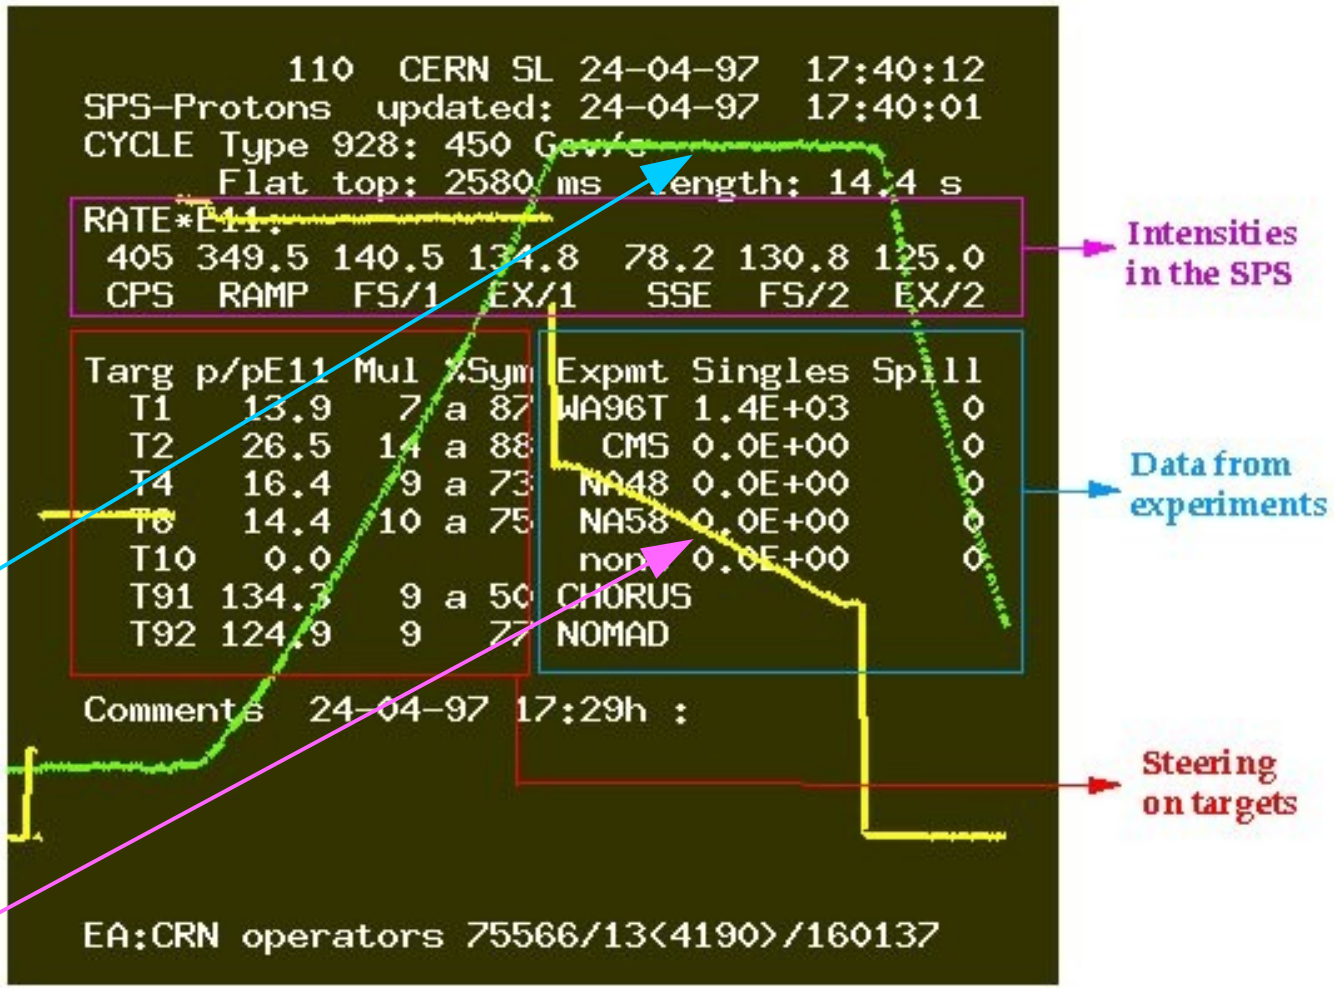 110 CERN SL 24-04-97 17:40:12
SPS-Protons updated: 24-04-97 17:40:01
CYCLE Type 928: 450 Gev/c
Flat top: 2580 ms length: 14.4 s
RATE*E11:
405 349.5 140.5 134.8 78.2 130.8 125.0
CPS RAMP FS/1 EX/1 SSE FS/2 EX/2
Intensities
in the SPS
Targ p/pE11 Mul %Sym Expmt Singles Spill
T1 13.9 7 a 87 WA96T 1.4E+03 0
T2 26.5 14 a 88 CMS 0.0E+00 0
T4 16.4 9 a 73 NA48 0.0E+00 0
T6 14.4 10 a 75 NA58 0.0E+00 0
T10 0.0 none 0.0E+00 0
T91 134.3 9 a 50 CHORUS
T92 124.9 9 77 NOMAD
Data from
experiments
Comments 24-04-97 17:29h :
Steering
on targets
EA:CRN operators 75566/13<4190>/160137